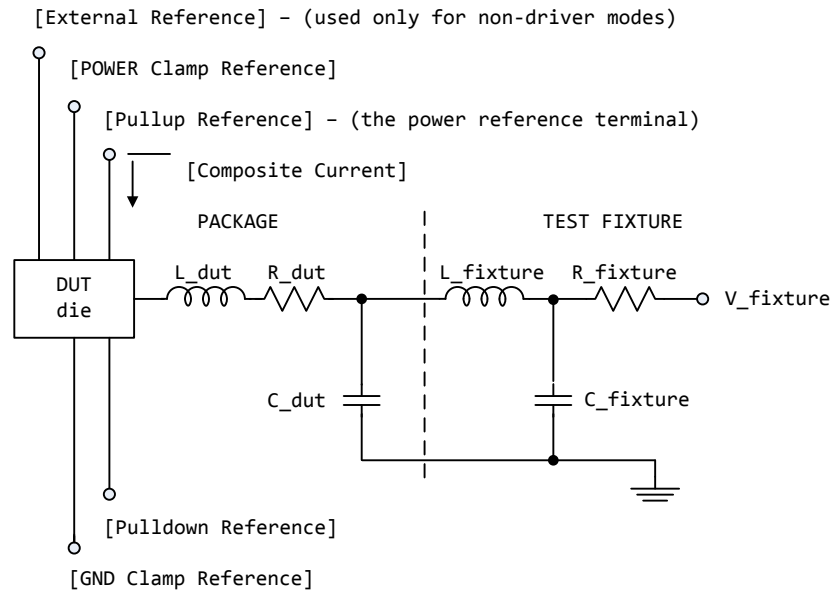 [External Reference] – (used only for non-driver modes)
[POWER Clamp Reference]
[Pullup Reference] – (the power reference terminal)
[Composite Current]
PACKAGE
TEST FIXTURE
DUT
die
L_dut
R_dut
L_fixture
R_fixture
V_fixture
C_dut
C_fixture
[Pulldown Reference]
[GND Clamp Reference]